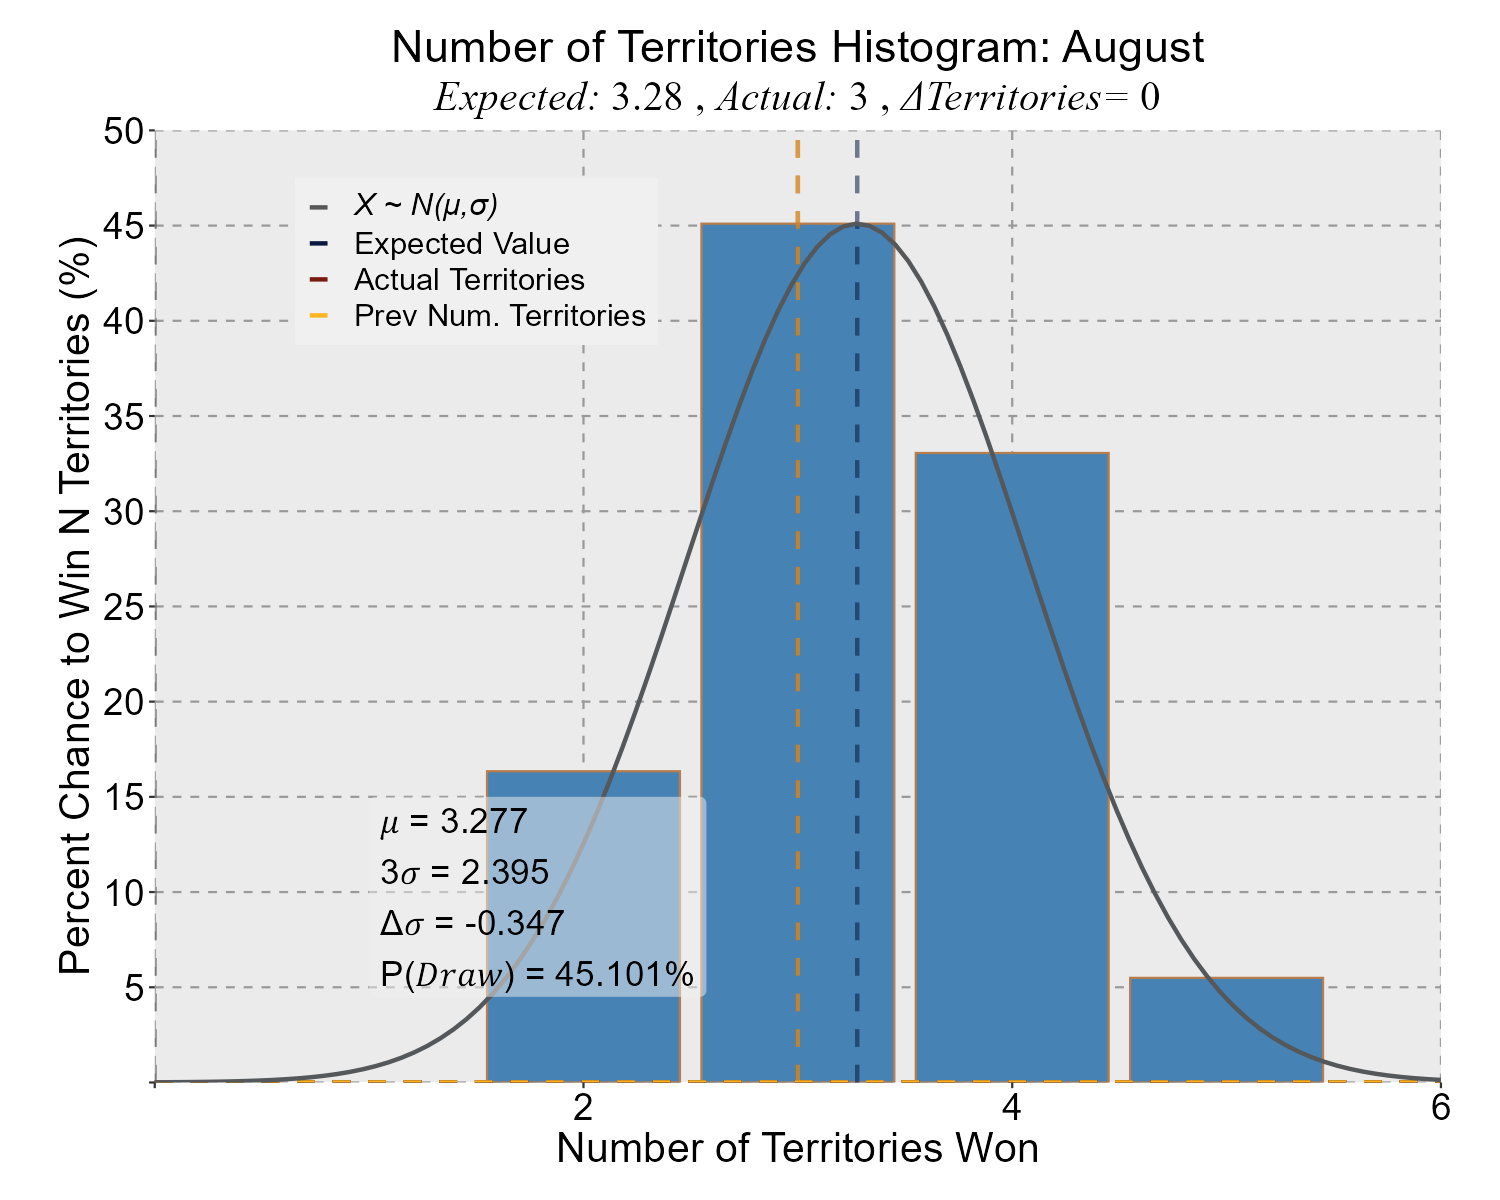 Number of Territories Histogram: August
Expected: 3.28 , Actual: 3 , ΔTerritories= 0
50
45
40
35
30
25
20
15
10
5
Percent Chance to Win N Territories (%)
X ~ N(μ,σ)
Expected Value
Actual Territories
Prev Num. Territories
μ = 3.277
3σ = 2.395
Δσ = -0.347
P(Draw) = 45.101%
2
4
6
Number of Territories Won